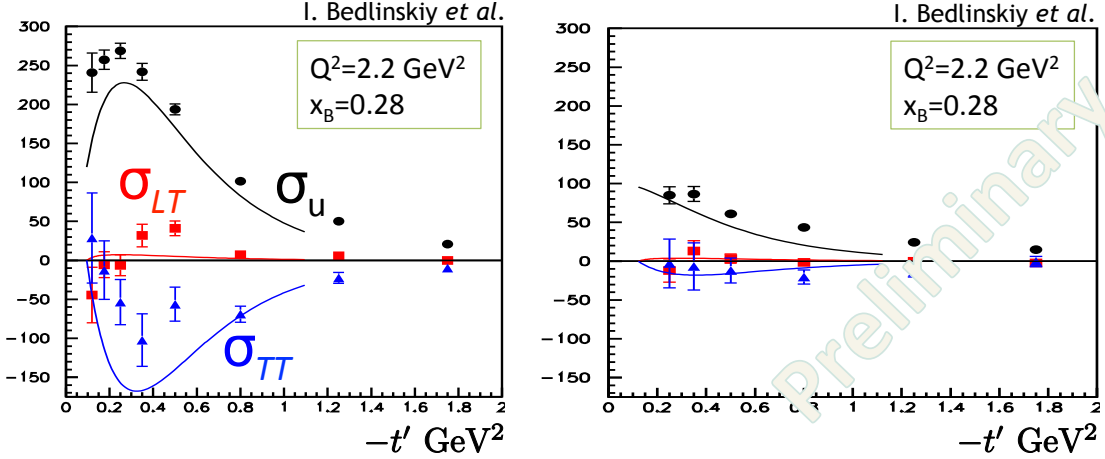 I. Bedlinskiy et al.
300
250
200
150
100
50
0
-50
-100
-150
0 0.2 0.4 0.6 0.8 1 1.2 1.4 1.6 1.8 2
Q²=2.2 GeV²
x_B=0.28
σ_LT
σ_u
σ_TT
−t′ GeV²
I. Bedlinskiy et al.
300
250
200
150
100
50
0
-50
-100
-150
0 0.2 0.4 0.6 0.8 1 1.2 1.4 1.6 1.8 2
Q²=2.2 GeV²
x_B=0.28
Preliminary
−t′ GeV²